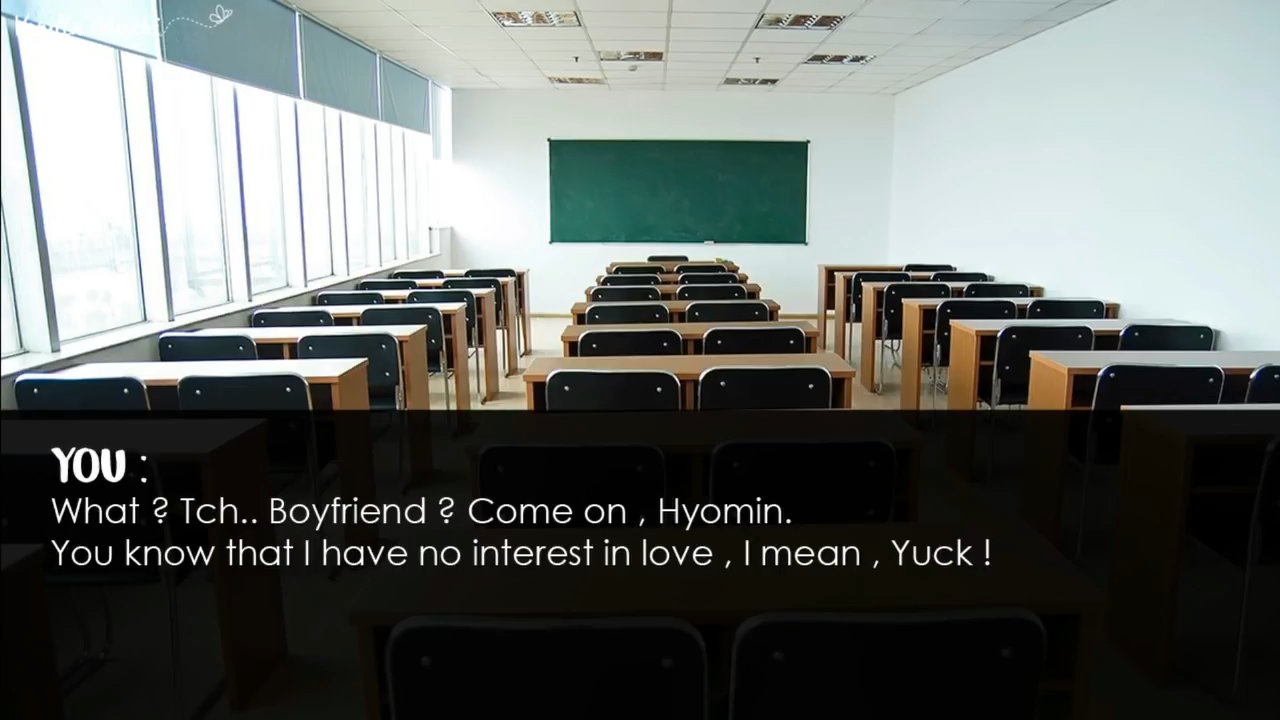 YOU :
What ? Tch.. Boyfriend ? Come on , Hyomin.
You know that I have no interest in love , I mean , Yuck !